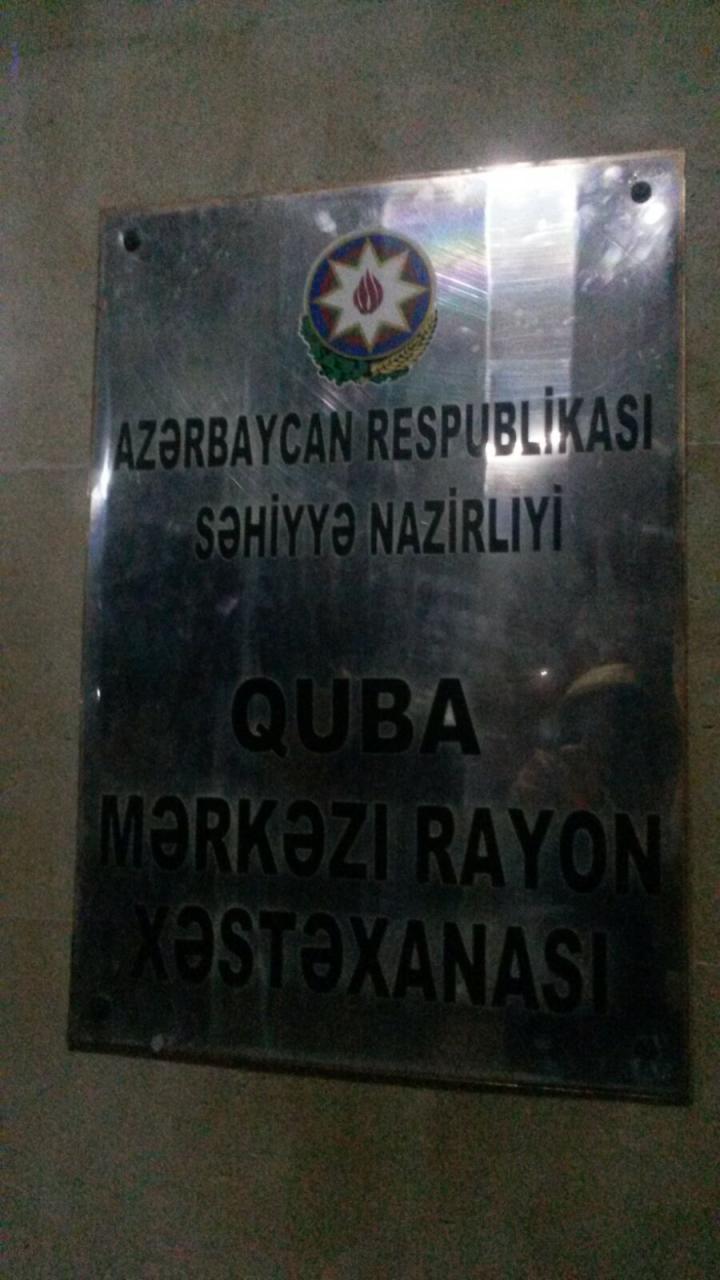 AZƏRBAYCAN RESPUBLİKASI
SƏHİYYƏ NAZİRLİYİ
QUBA
MƏRKƏZI RAYON
XƏSTƏXANASI